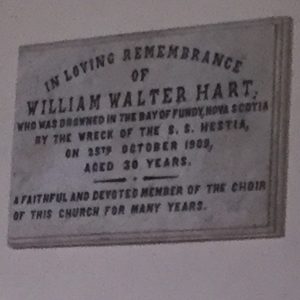 IN LOVING REMEMBRANCE
OF
WILLIAM WALTER HART,
WHO WAS DROWNED IN THE BAY OF FUNDY, NOVA SCOTIA
BY THE WRECK OF THE S. S. HESTIA,
ON 25TH OCTOBER 1909,
AGED 30 YEARS.
A FAITHFUL AND DEVOTED MEMBER OF THE CHOIR
OF THIS CHURCH FOR MANY YEARS.